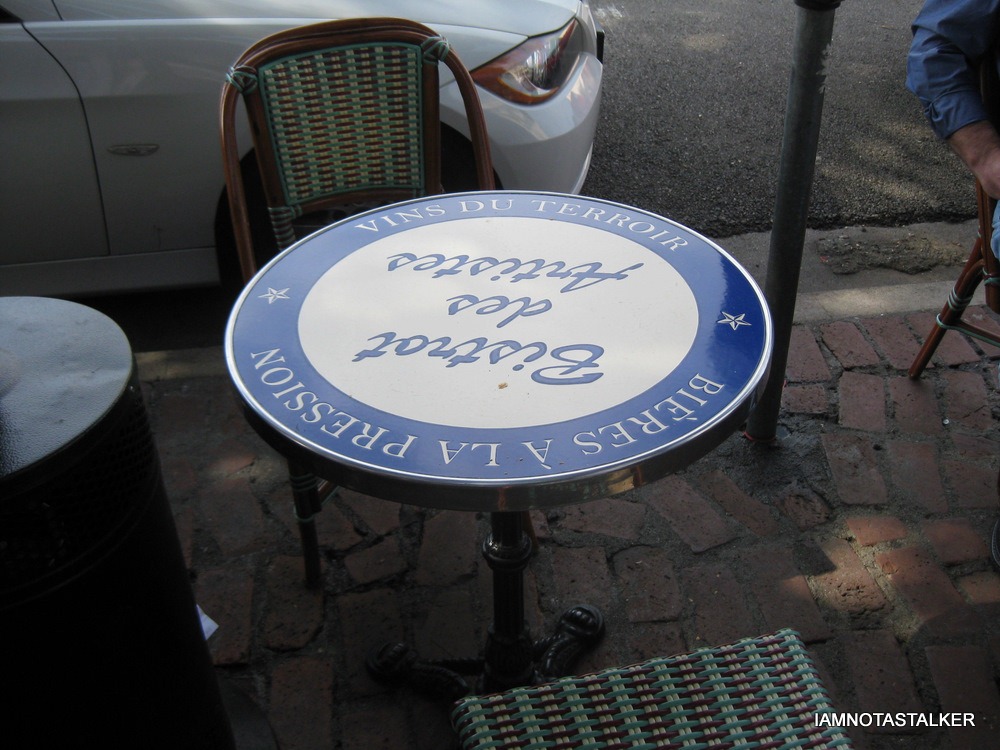 BIÈRES À LA PRESSION
Bistrot
des
Artistes
VINS DU TERROIR
IAMNOTASTALKER